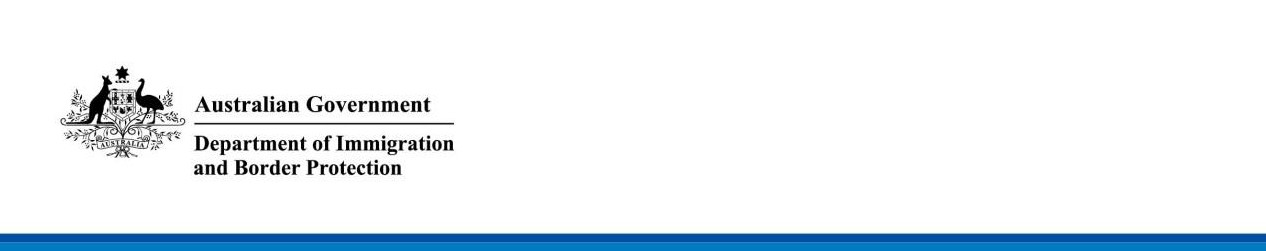 Australian Government
Department of Immigration
and Border Protection
AUSTRALIA